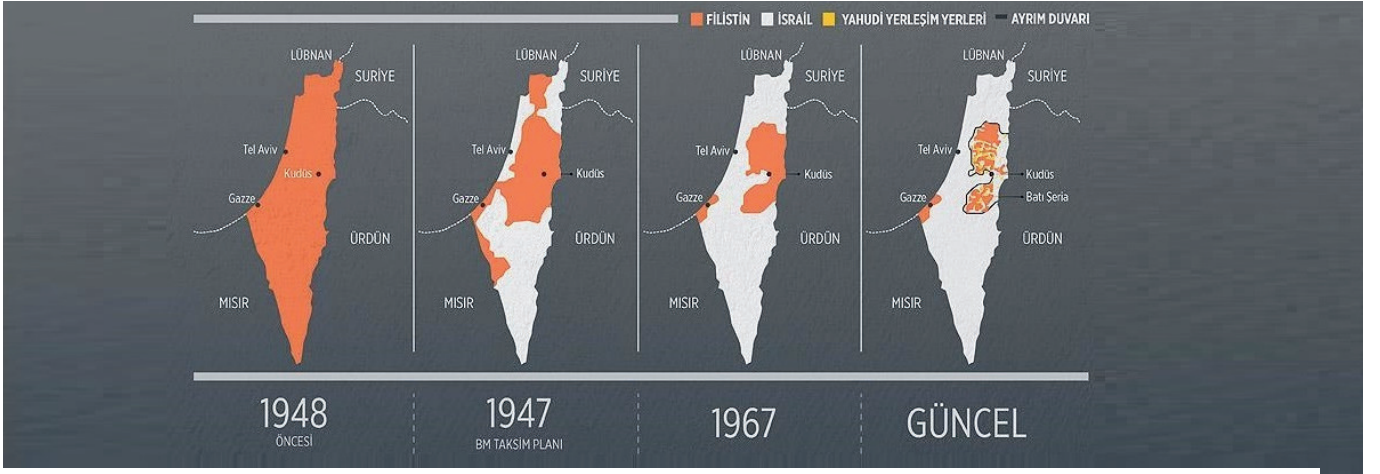 FİLİSTİN İSRAİL YAHUDİ YERLEŞİM YERLERİ AYRIM DUVARI
LÜBNAN
SURİYE
Tel Aviv
Kudüs
Gazze
ÜRDÜN
MISIR
LÜBNAN
SURİYE
Tel Aviv
Kudüs
Gazze
ÜRDÜN
MISIR
LÜBNAN
SURİYE
Tel Aviv
Kudüs
Gazze
ÜRDÜN
MISIR
LÜBNAN
SURİYE
Tel Aviv
Kudüs
Batı Şeria
Gazze
ÜRDÜN
MISIR
1948
ÖNCESİ
1947
BM TAKSİM PLANI
1967
GÜNCEL